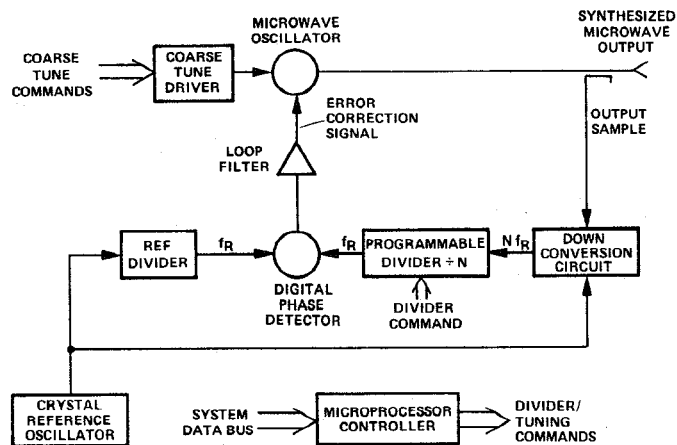 SYNTHESIZED
MICROWAVE
OUTPUT
MICROWAVE
OSCILLATOR
COARSE
TUNE
COMMANDS
COARSE
TUNE
DRIVER
ERROR
CORRECTION
SIGNAL
OUTPUT
SAMPLE
LOOP
FILTER
REF
DIVIDER
fR
fR
PROGRAMMABLE
DIVIDER ÷ N
N fR
DOWN
CONVERSION
CIRCUIT
DIGITAL
PHASE
DETECTOR
DIVIDER
COMMAND
CRYSTAL
REFERENCE
OSCILLATOR
SYSTEM
DATA BUS
MICROPROCESSOR
CONTROLLER
DIVIDER/
TUNING
COMMANDS